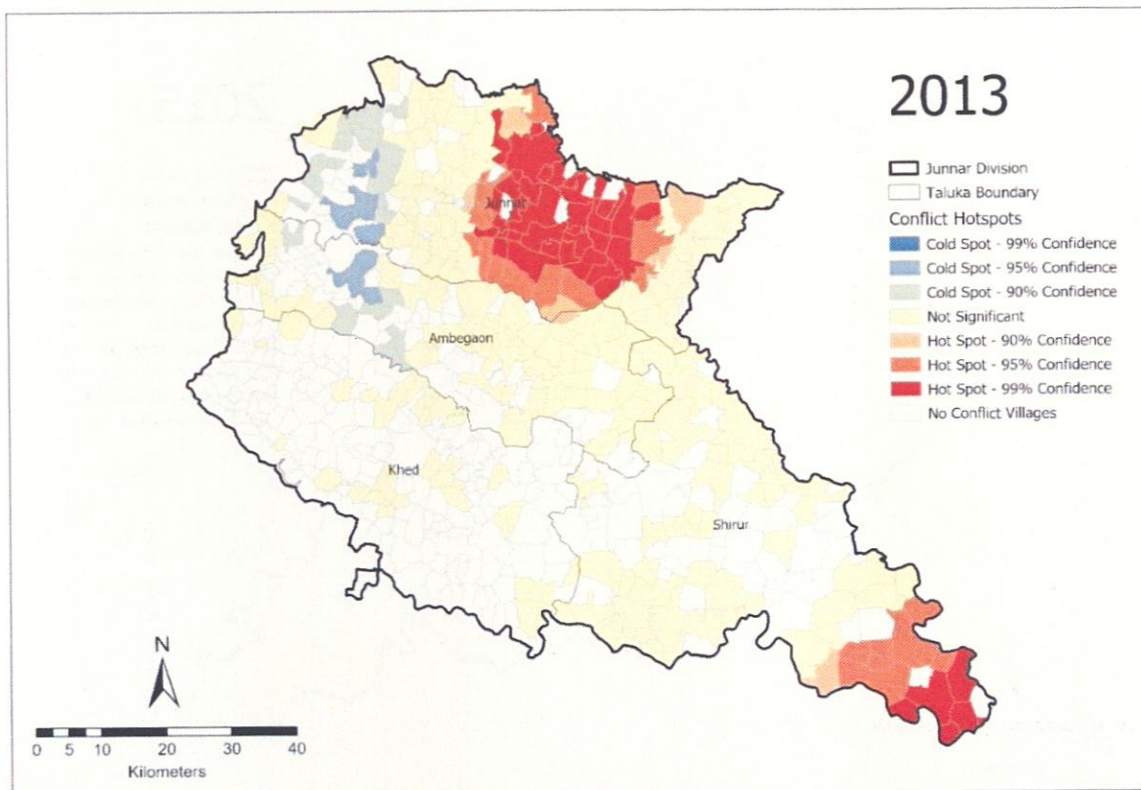 2013
Junnar Division
Taluka Boundary
Conflict Hotspots
Cold Spot - 99% Confidence
Cold Spot - 95% Confidence
Cold Spot - 90% Confidence
Not Significant
Hot Spot - 90% Confidence
Hot Spot - 95% Confidence
Hot Spot - 99% Confidence
No Conflict Villages
Junnar
Ambegaon
Khed
Shirur
N
0 5 10 20 30 40
Kilometers